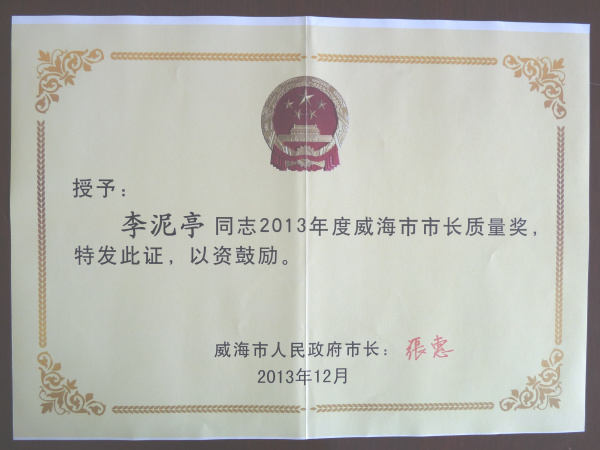 授予：
李泥亭 同志2013年度威海市市长质量奖，
特发此证，以资鼓励。
威海市人民政府市长：張惠
2013年12月